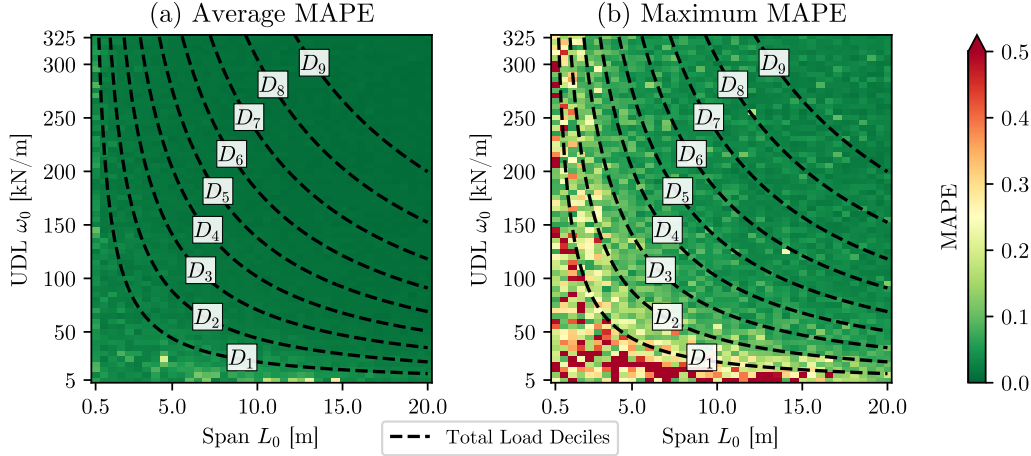 (a) Average MAPE
UDL ω₀ [kN/m]
325
300
250
200
150
100
50
5
D₉
D₈
D₇
D₆
D₅
D₄
D₃
D₂
D₁
0.5
5.0
10.0
15.0
20.0
Span L₀ [m]
(b) Maximum MAPE
UDL ω₀ [kN/m]
325
300
250
200
150
100
50
5
D₉
D₈
D₇
D₆
D₅
D₄
D₃
D₂
D₁
0.5
5.0
10.0
15.0
20.0
Span L₀ [m]
MAPE
0.5
0.4
0.3
0.2
0.1
0.0
Total Load Deciles